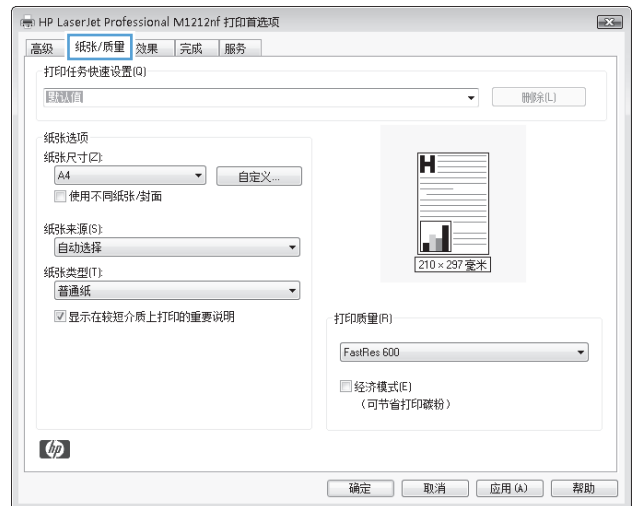 HP LaserJet Professional M1212nf 打印首选项
高级 纸张/质量 效果 完成 服务
打印任务快速设置(Q)
默认值 删除(L)
纸张选项
纸张尺寸(Z):
A4 自定义...
使用不同纸张/封面
纸张来源(S):
自动选择
纸张类型(T):
普通纸
显示在较短介质上打印的重要说明
H
210 × 297 毫米
打印质量(R)
FastRes 600
经济模式(E)
(可节省打印碳粉)
hp
确定 取消 应用(A) 帮助